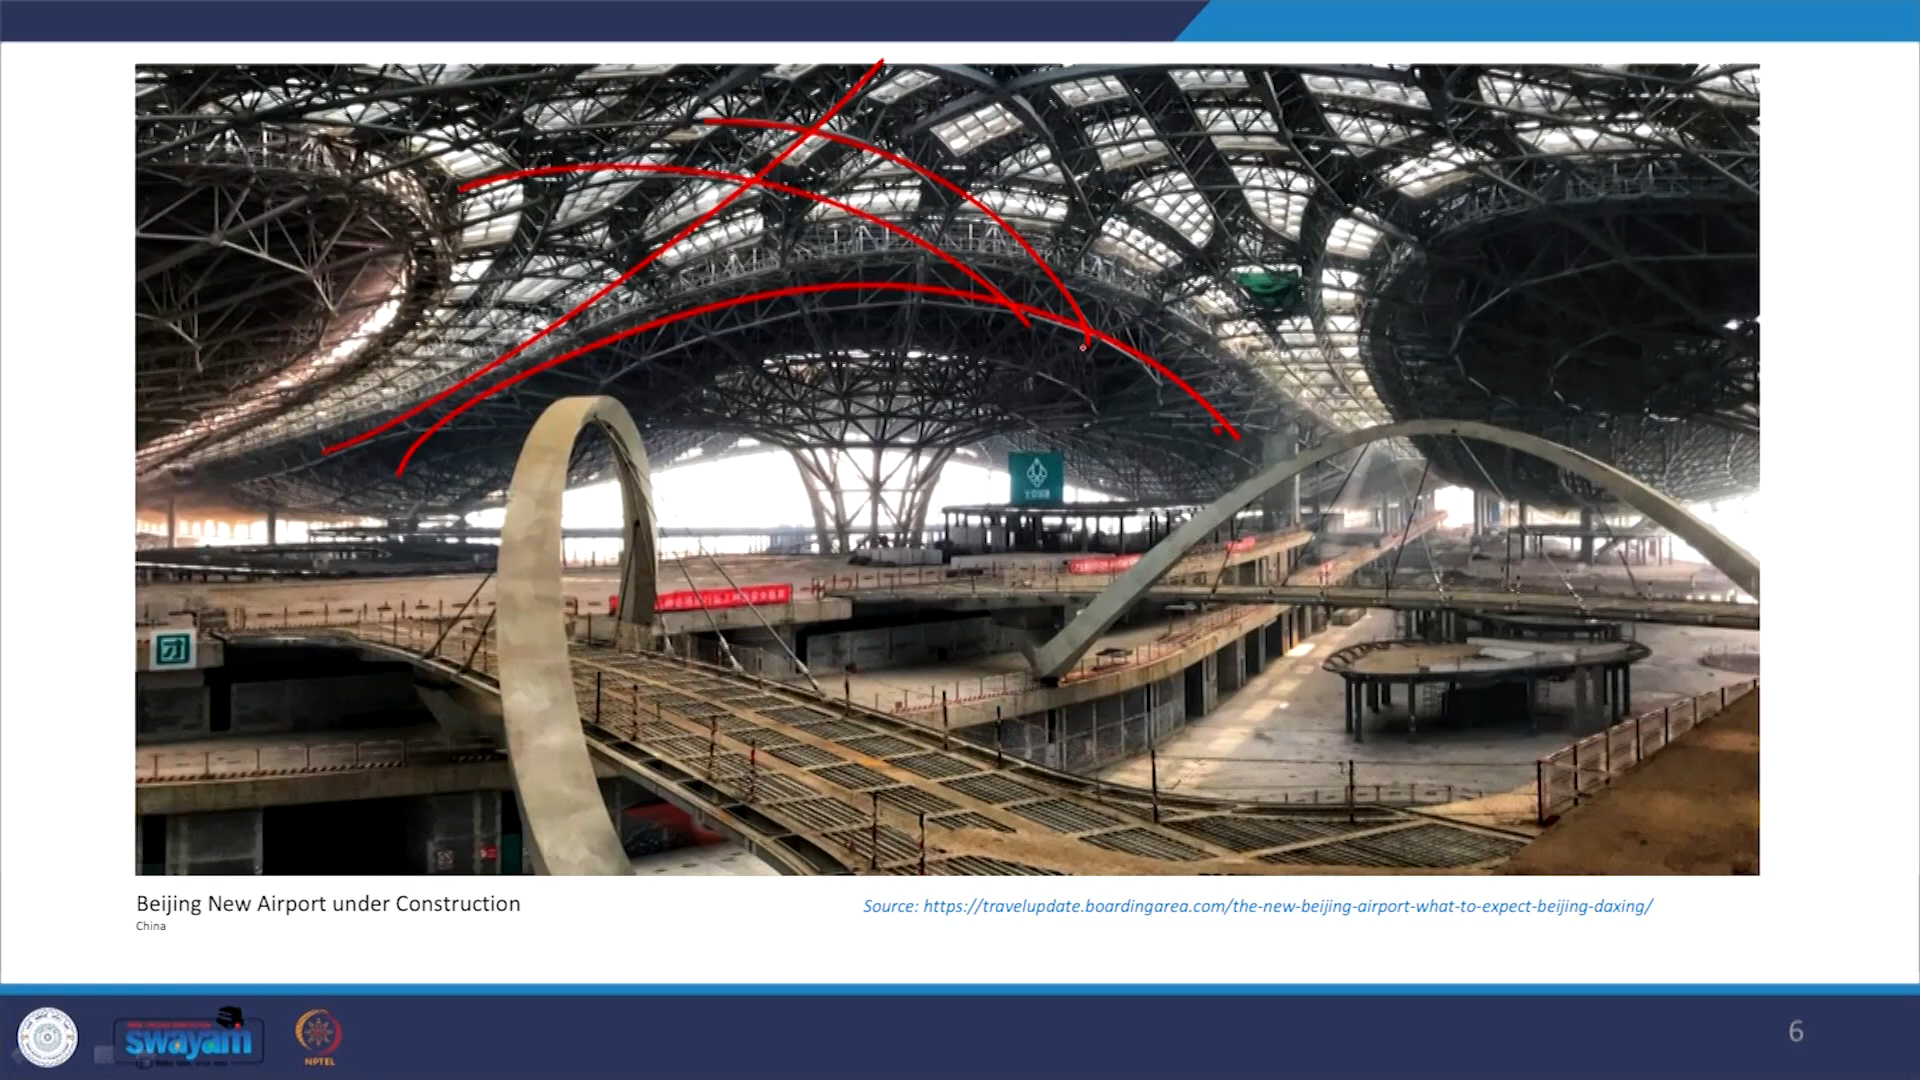 Beijing New Airport under Construction
China
Source: https://travelupdate.boardingarea.com/the-new-beijing-airport-what-to-expect-beijing-daxing/
swayam
NPTEL
6